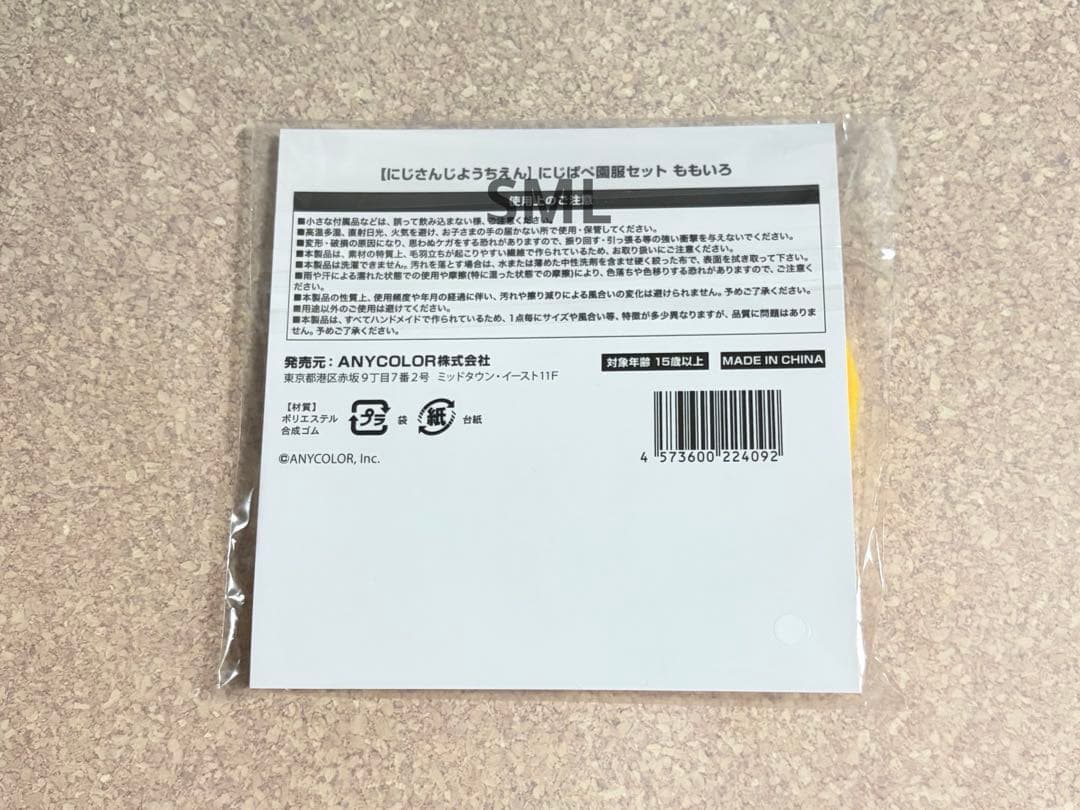 【にじさんじようちえん】にじぱぺ園服セット ももいろ
SML
使用上のご注意
■小さな付属品などは、誤って飲み込まない様、ご注意ください。
■高温多湿、直射日光、火気を避け、お子さまの手の届かない所で使用・保管してください。
■変形・破損の原因になり、思わぬケガをする恐れがありますので、振り回す・引っ張る等の強い衝撃を与えないでください。
■本製品は、素材の特質上、毛羽立ちが起こりやすい繊維で作られているため、お取り扱いにご注意ください。
■本製品は洗濯できません。汚れを落とす場合は、水または薄めた中性洗剤を含ませ硬く絞った布で、表面を拭き取って下さい。
■雨や汗による濡れた状態での使用や摩擦(特に湿った状態での摩擦)により、色落ちや色移りする恐れがありますので、ご注意く
ださい。
■本製品の性質上、使用頻度や年月の経過に伴い、汚れや擦り減りによる風合いの変化は避けられません。予めご了承ください。
■用途以外のご使用は避けてください。
■本製品は、すべてハンドメイドで作られているため、1点毎にサイズや風合い等、特徴が多少異なりますが、品質に問題はありま
せん。予めご了承ください。
発売元：ANYCOLOR株式会社
東京都港区赤坂9丁目7番2号 ミッドタウン・イースト11F
対象年齢 15歳以上
MADE IN CHINA
【材質】
ポリエステル
合成ゴム
プラ 袋
紙 台紙
©ANYCOLOR, Inc.
4 573600 224092